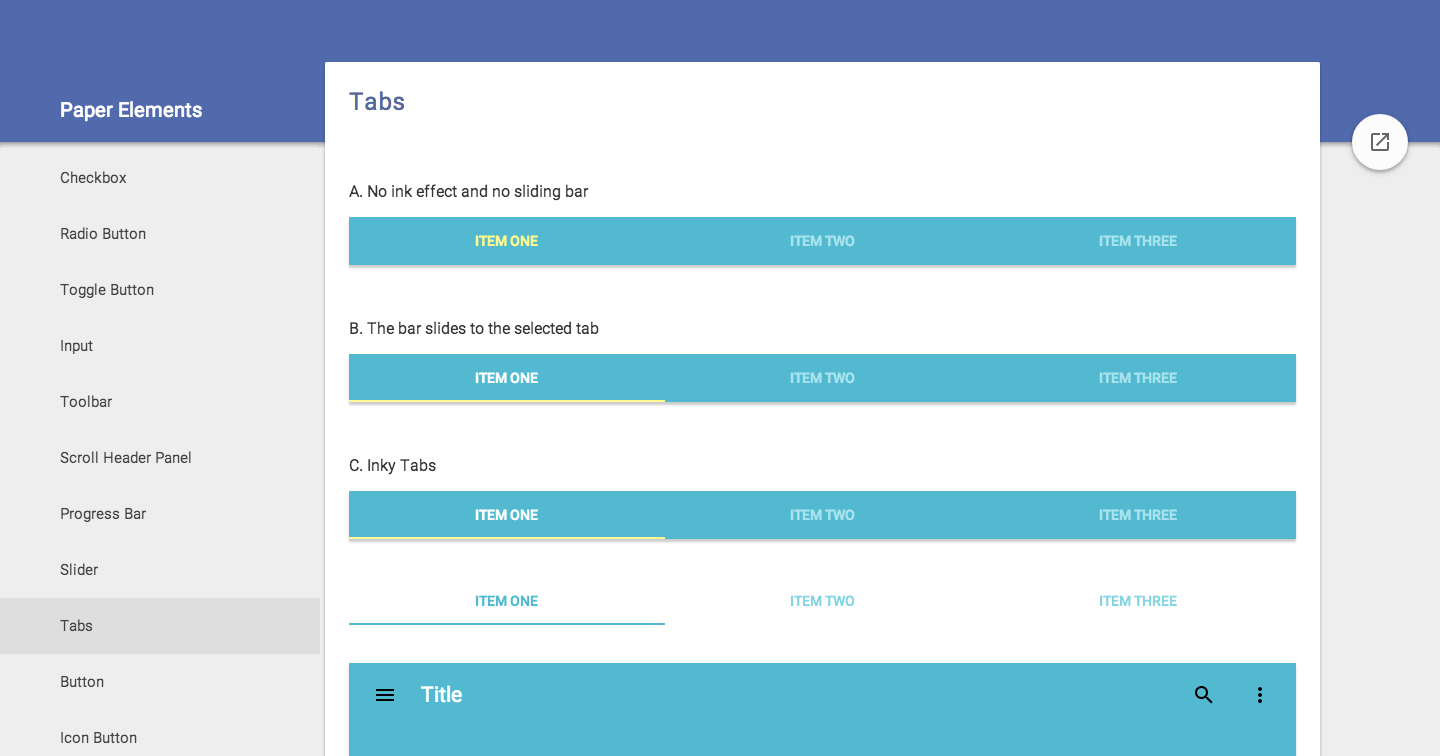 Paper Elements
Checkbox
Radio Button
Toggle Button
Input
Toolbar
Scroll Header Panel
Progress Bar
Slider
Tabs
Button
Icon Button
Tabs
A. No ink effect and no sliding bar
ITEM ONE ITEM TWO ITEM THREE
B. The bar slides to the selected tab
ITEM ONE ITEM TWO ITEM THREE
C. Inky Tabs
ITEM ONE ITEM TWO ITEM THREE
ITEM ONE ITEM TWO ITEM THREE
Title